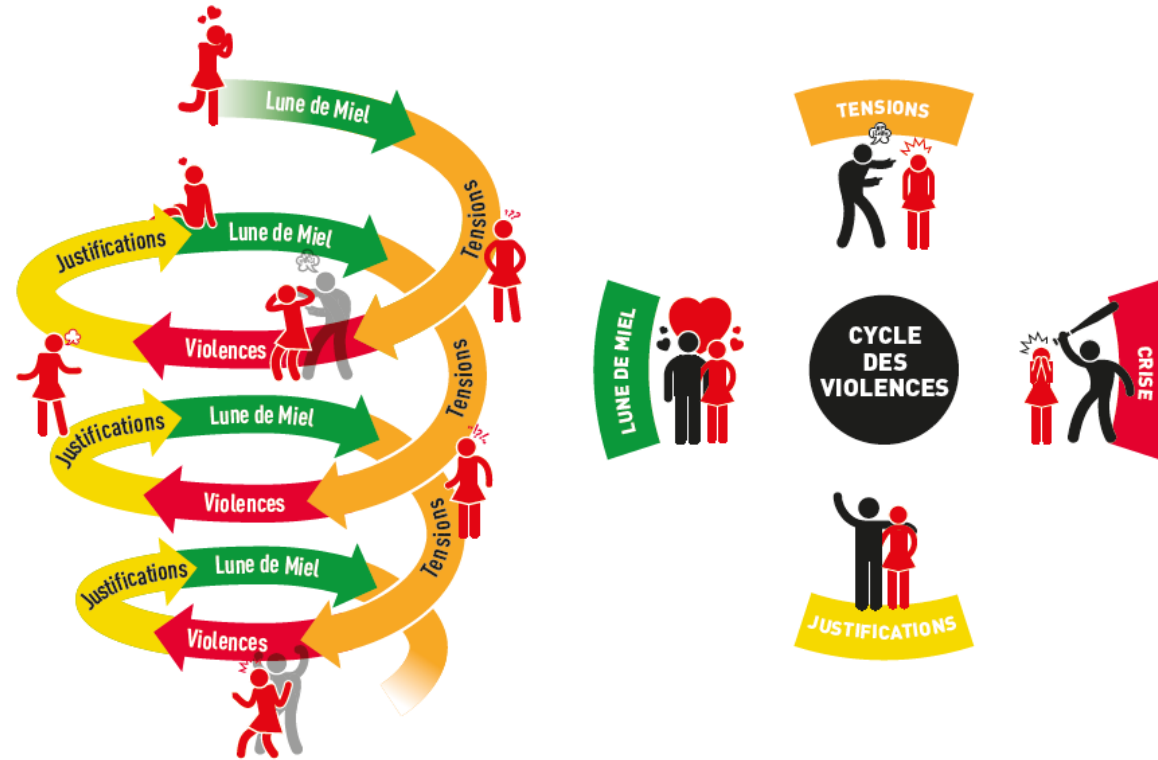 Lune de Miel
Tensions
Justifications
Lune de Miel
Violences
Tensions
Justifications
Lune de Miel
Violences
Tensions
Justifications
Lune de Miel
Violences
TENSIONS
LUNE DE MIEL
CYCLE
DES
VIOLENCES
CRISE
JUSTIFICATIONS